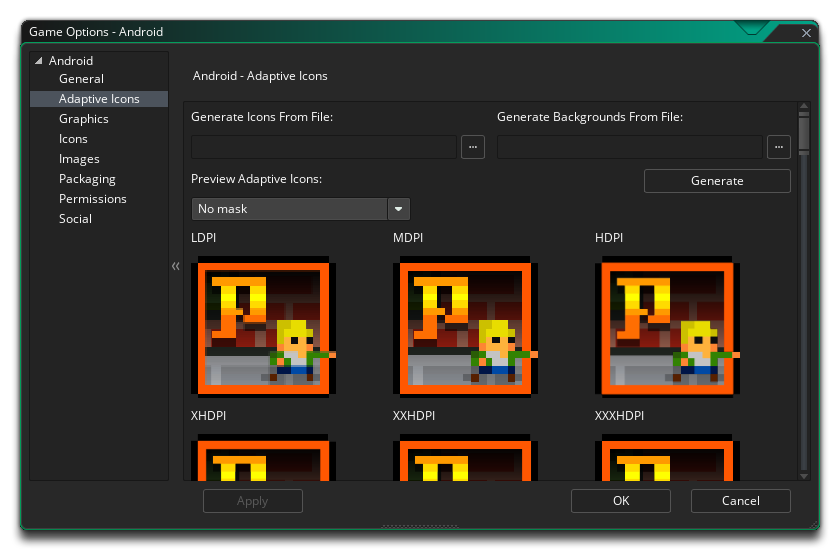 Game Options - Android
Android
General
Adaptive Icons
Graphics
Icons
Images
Packaging
Permissions
Social
Android - Adaptive Icons
Generate Icons From File:
Generate Backgrounds From File:
...
...
Preview Adaptive Icons:
Generate
No mask
LDPI
MDPI
HDPI
XHDPI
XXHDPI
XXXHDPI
Apply
OK
Cancel